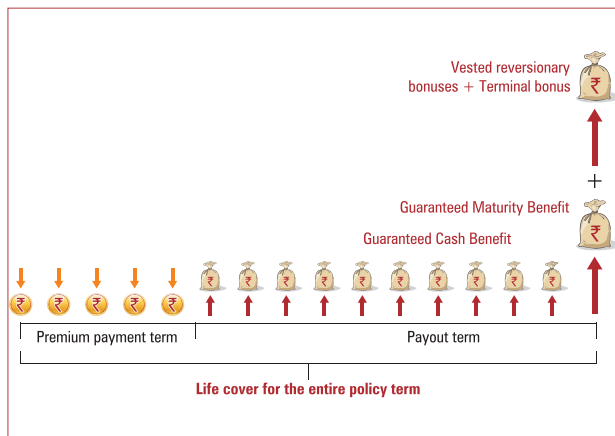 Vested reversionary
bonuses + Terminal bonus
₹
+
Guaranteed Maturity Benefit
₹
Guaranteed Cash Benefit
₹ ₹ ₹ ₹ ₹ ₹ ₹ ₹ ₹ ₹
₹ ₹ ₹ ₹ ₹
Premium payment term
Payout term
Life cover for the entire policy term